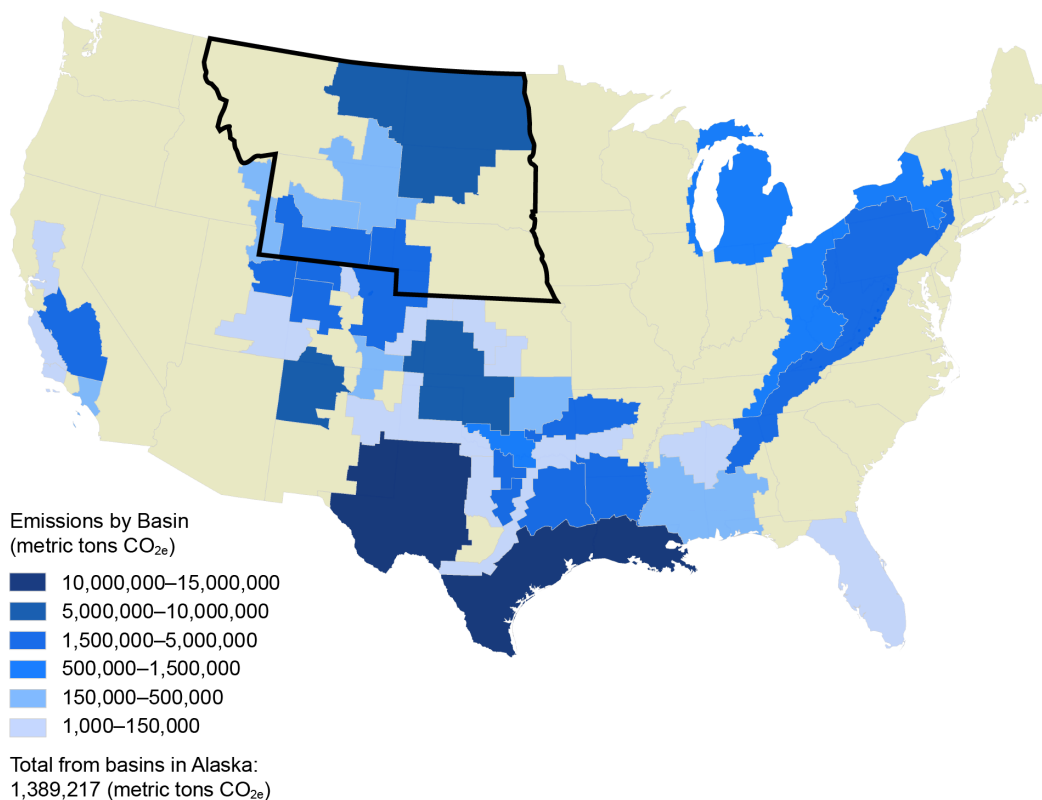 Emissions by Basin
(metric tons CO₂ₑ)
10,000,000–15,000,000
5,000,000–10,000,000
1,500,000–5,000,000
500,000–1,500,000
150,000–500,000
1,000–150,000
Total from basins in Alaska:
1,389,217 (metric tons CO₂ₑ)